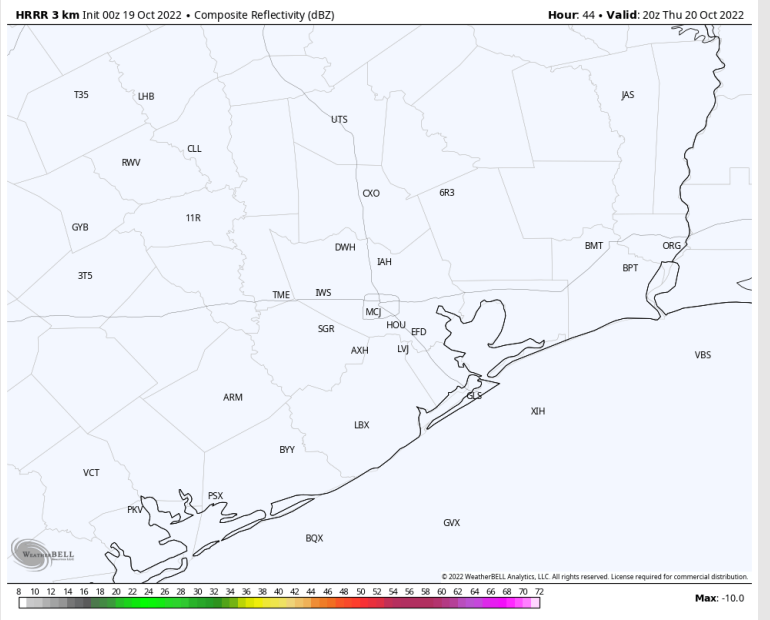 HRRR 3 km Init 00z 19 Oct 2022 • Composite Reflectivity (dBZ)
Hour: 44 • Valid: 20z Thu 20 Oct 2022
T35
LHB
JAS
UTS
CLL
RWV
CXO
6R3
11R
GYB
DWH
BMT
ORG
IAH
BPT
3T5
TME
IWS
MCJ
HOU
SGR
EFD
AXH
LVJ
VBS
ARM
GLS
XIH
LBX
BYY
VCT
PSX
PKV
GVX
BQX
WEATHERBELL
© 2022 WeatherBELL Analytics, LLC. All rights reserved. License required for commercial distribution.
8 10 12 14 16 18 20 22 24 26 28 30 32 34 36 38 40 42 44 46 48 50 52 54 56 58 60 62 64 66 68 70 72
Max: -10.0